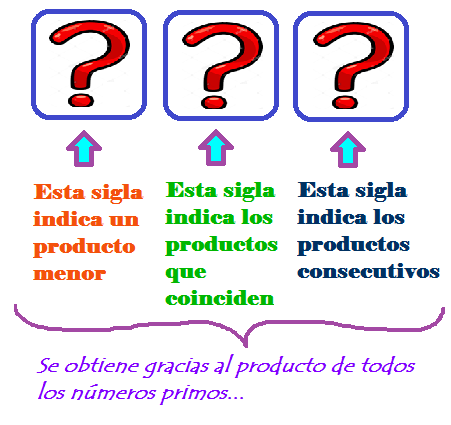 ? ? ?
Esta sigla
indica un
producto
menor
Esta sigla
indica los
productos
que
coinciden
Esta sigla
indica los
productos
consecutivos
Se obtiene gracias al producto de todos
los números primos...